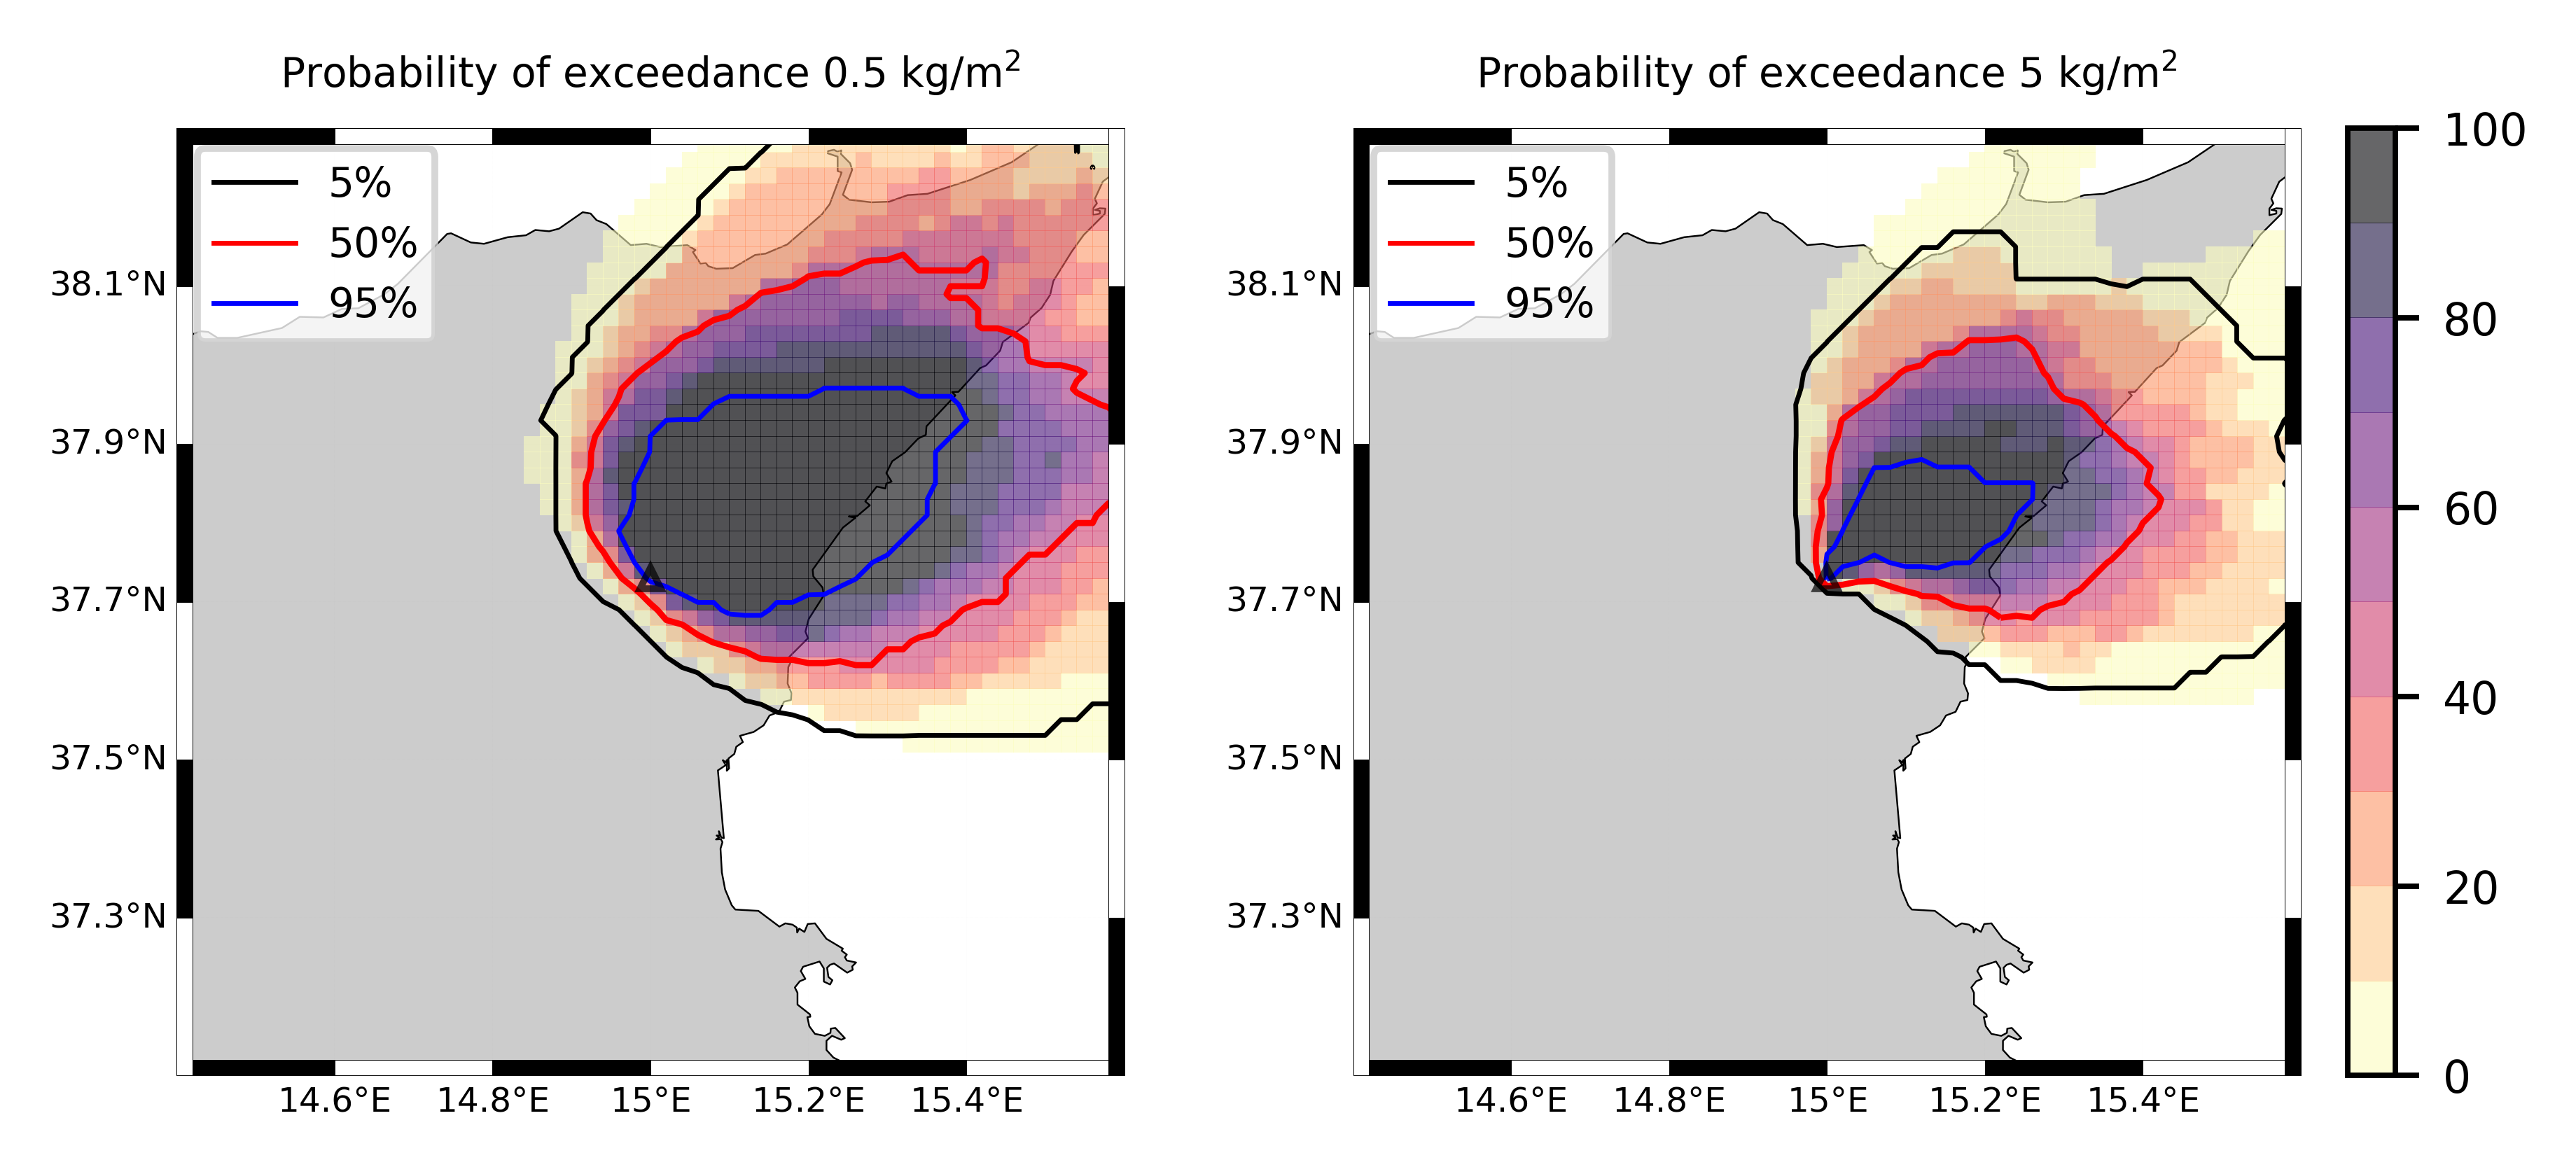 Probability of exceedance 0.5 kg/m²
5%
50%
95%
38.1°N
37.9°N
37.7°N
37.5°N
37.3°N
14.6°E 14.8°E 15°E 15.2°E 15.4°E
Probability of exceedance 5 kg/m²
5%
50%
95%
38.1°N
37.9°N
37.7°N
37.5°N
37.3°N
14.6°E 14.8°E 15°E 15.2°E 15.4°E
100
80
60
40
20
0